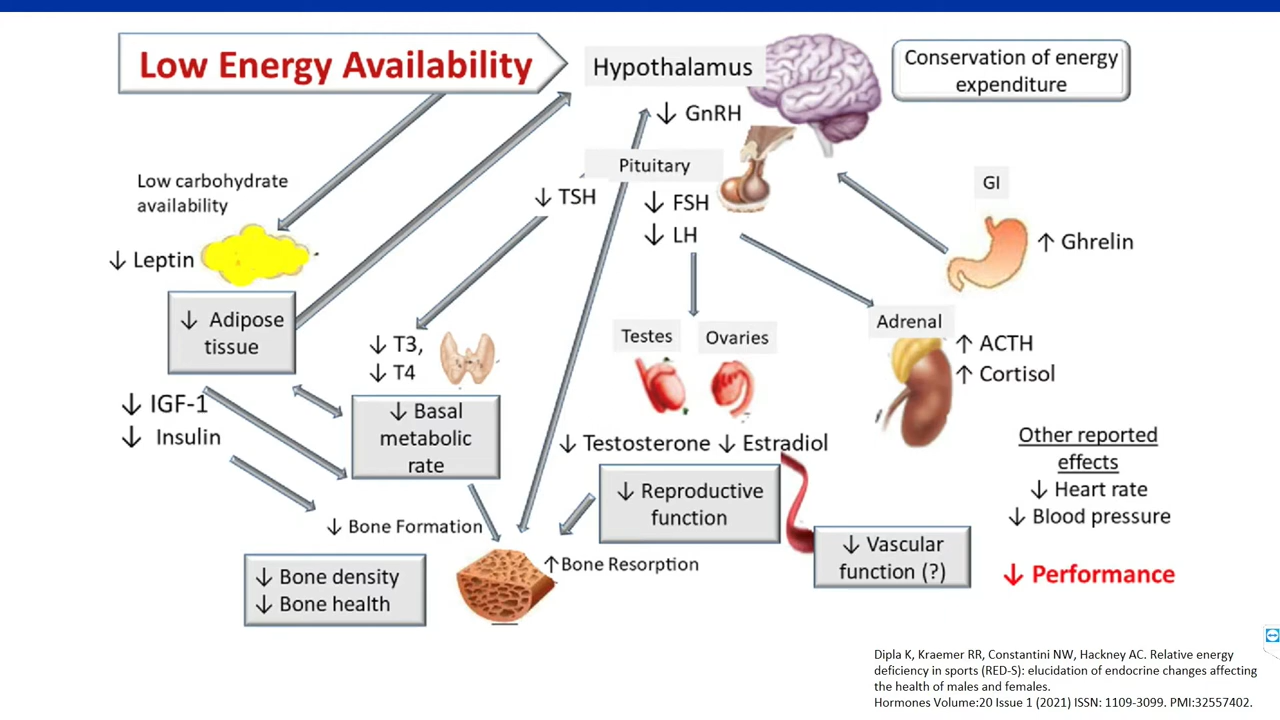 Low Energy Availability
Hypothalamus
Conservation of energy
expenditure
↓ GnRH
Pituitary
Low carbohydrate
availability
↓ TSH
↓ FSH
↓ LH
GI
↑ Ghrelin
↓ Leptin
↓ Adipose
tissue
↓ T3,
↓ T4
Testes
Ovaries
Adrenal
↑ ACTH
↑ Cortisol
↓ IGF-1
↓ Insulin
↓ Basal
metabolic
rate
↓ Testosterone ↓ Estradiol
Other reported
effects
↓ Heart rate
↓ Blood pressure
↓ Reproductive
function
↓ Bone Formation
↑ Bone Resorption
↓ Vascular
function (?)
↓ Bone density
↓ Bone health
↓ Performance
Dipla K, Kraemer RR, Constantini NW, Hackney AC. Relative energy
deficiency in sports (RED-S): elucidation of endocrine changes affecting
the health of males and females.
Hormones Volume:20 Issue 1 (2021) ISSN: 1109-3099. PMI:32557402.